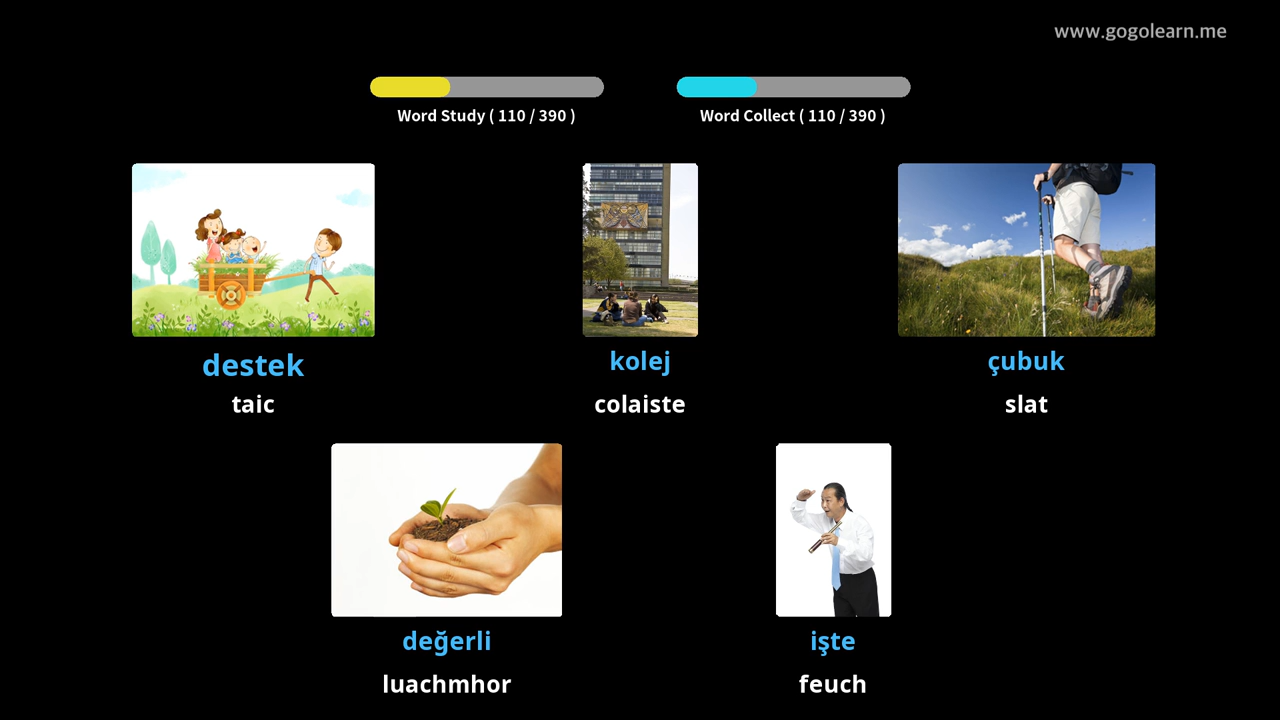 www.gogolearn.me
Word Study ( 110 / 390 )
Word Collect ( 110 / 390 )
destek
taic
kolej
colaiste
çubuk
slat
değerli
luachmhor
işte
feuch